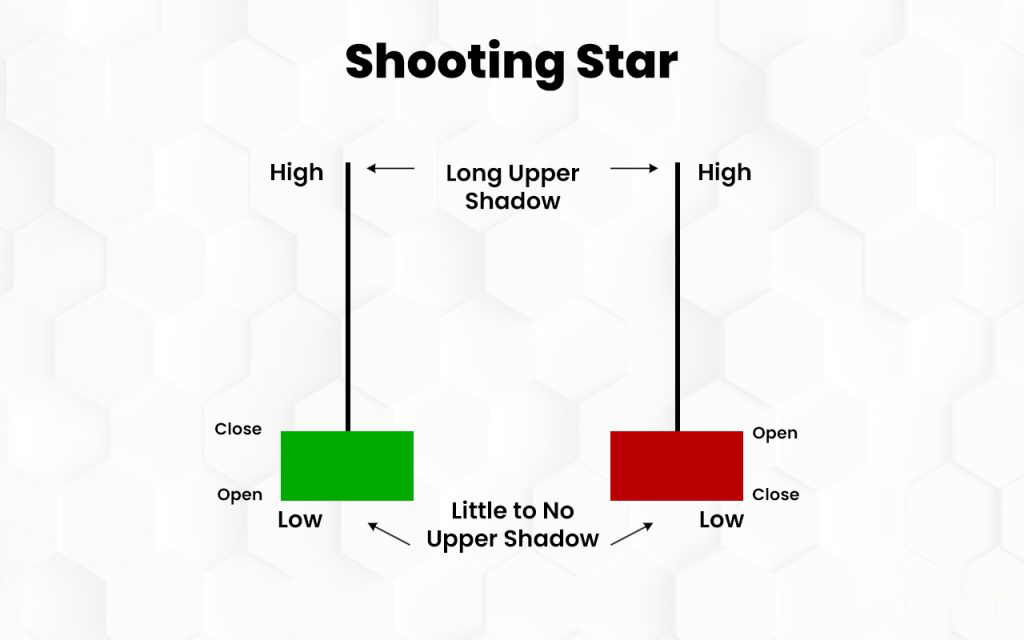 Shooting Star
High
Long Upper
Shadow
High
Close
Open
Open
Close
Low
Little to No
Upper Shadow
Low